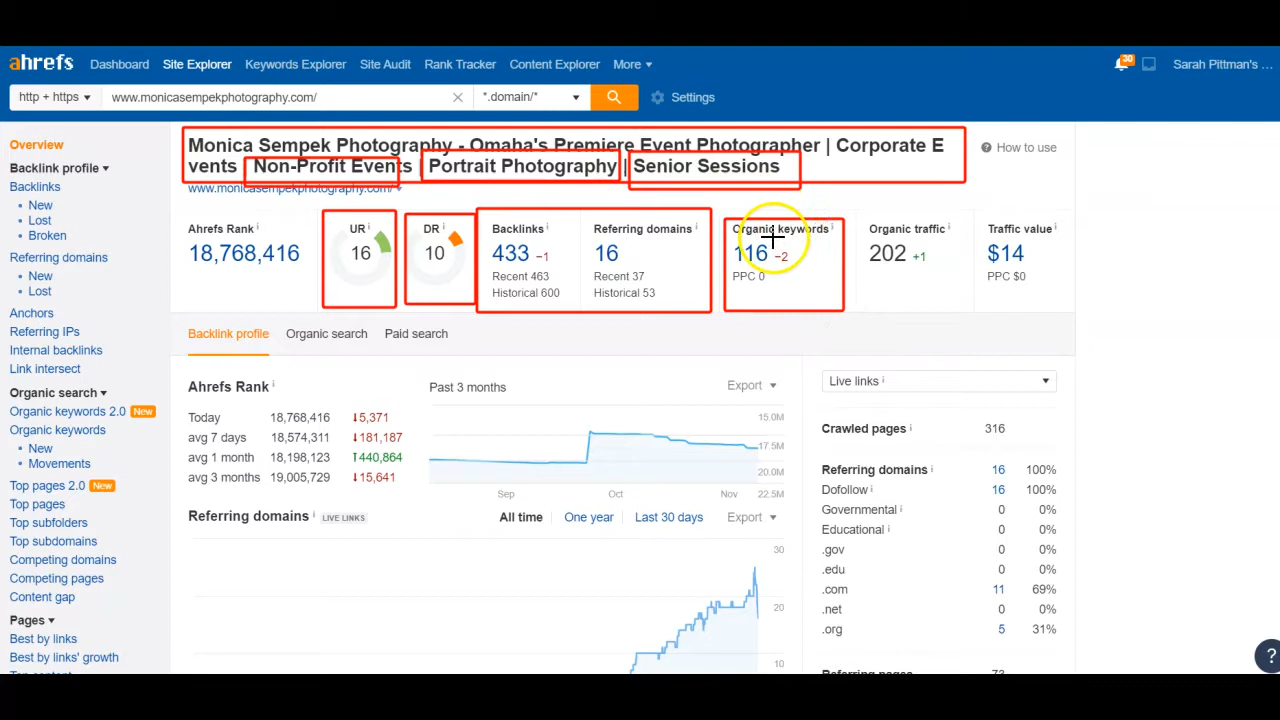 ahrefs Dashboard Site Explorer Keywords Explorer Site Audit Rank Tracker Content Explorer More 30 Sarah Pittman's ...
http + https www.monicasempekphotography.com/ *.domain/* Settings
Overview
Backlink profile
Backlinks
New
Lost
Broken
Referring domains
New
Lost
Anchors
Referring IPs
Internal backlinks
Link intersect
Organic search
Organic keywords 2.0 New
Organic keywords
New
Movements
Top pages 2.0 New
Top pages
Top subfolders
Top subdomains
Competing domains
Competing pages
Content gap
Pages
Best by links
Best by links' growth
Monica Sempek Photography - Omaha's Premiere Event Photographer | Corporate E
vents Non-Profit Events | Portrait Photography | Senior Sessions
How to use
www.monicasempekphotography.com/
Ahrefs Rank i
18,768,416
UR i
16
DR i
10
Backlinks i
433 −1
Recent 463
Historical 600
Referring domains i
16
Recent 37
Historical 53
Organic keywords i
116 −2
PPC 0
Organic traffic i
202 +1
Traffic value i
$14
PPC $0
Backlink profile Organic search Paid search
Ahrefs Rank i Past 3 months Export
Today 18,768,416 ↓5,371
avg 7 days 18,574,311 ↓181,187
avg 1 month 18,198,123 ↑440,864
avg 3 months 19,005,729 ↓15,641
15.0M
17.5M
20.0M
22.5M
Sep Oct Nov
Referring domains i LIVE LINKS All time One year Last 30 days Export
30
20
10
Live links i
Crawled pages i 316
Referring domains i 16 100%
Dofollow i 16 100%
Governmental i 0 0%
Educational i 0 0%
.gov 0 0%
.edu 0 0%
.com 11 69%
.net 0 0%
.org 5 31%
Referring pages i 73
?